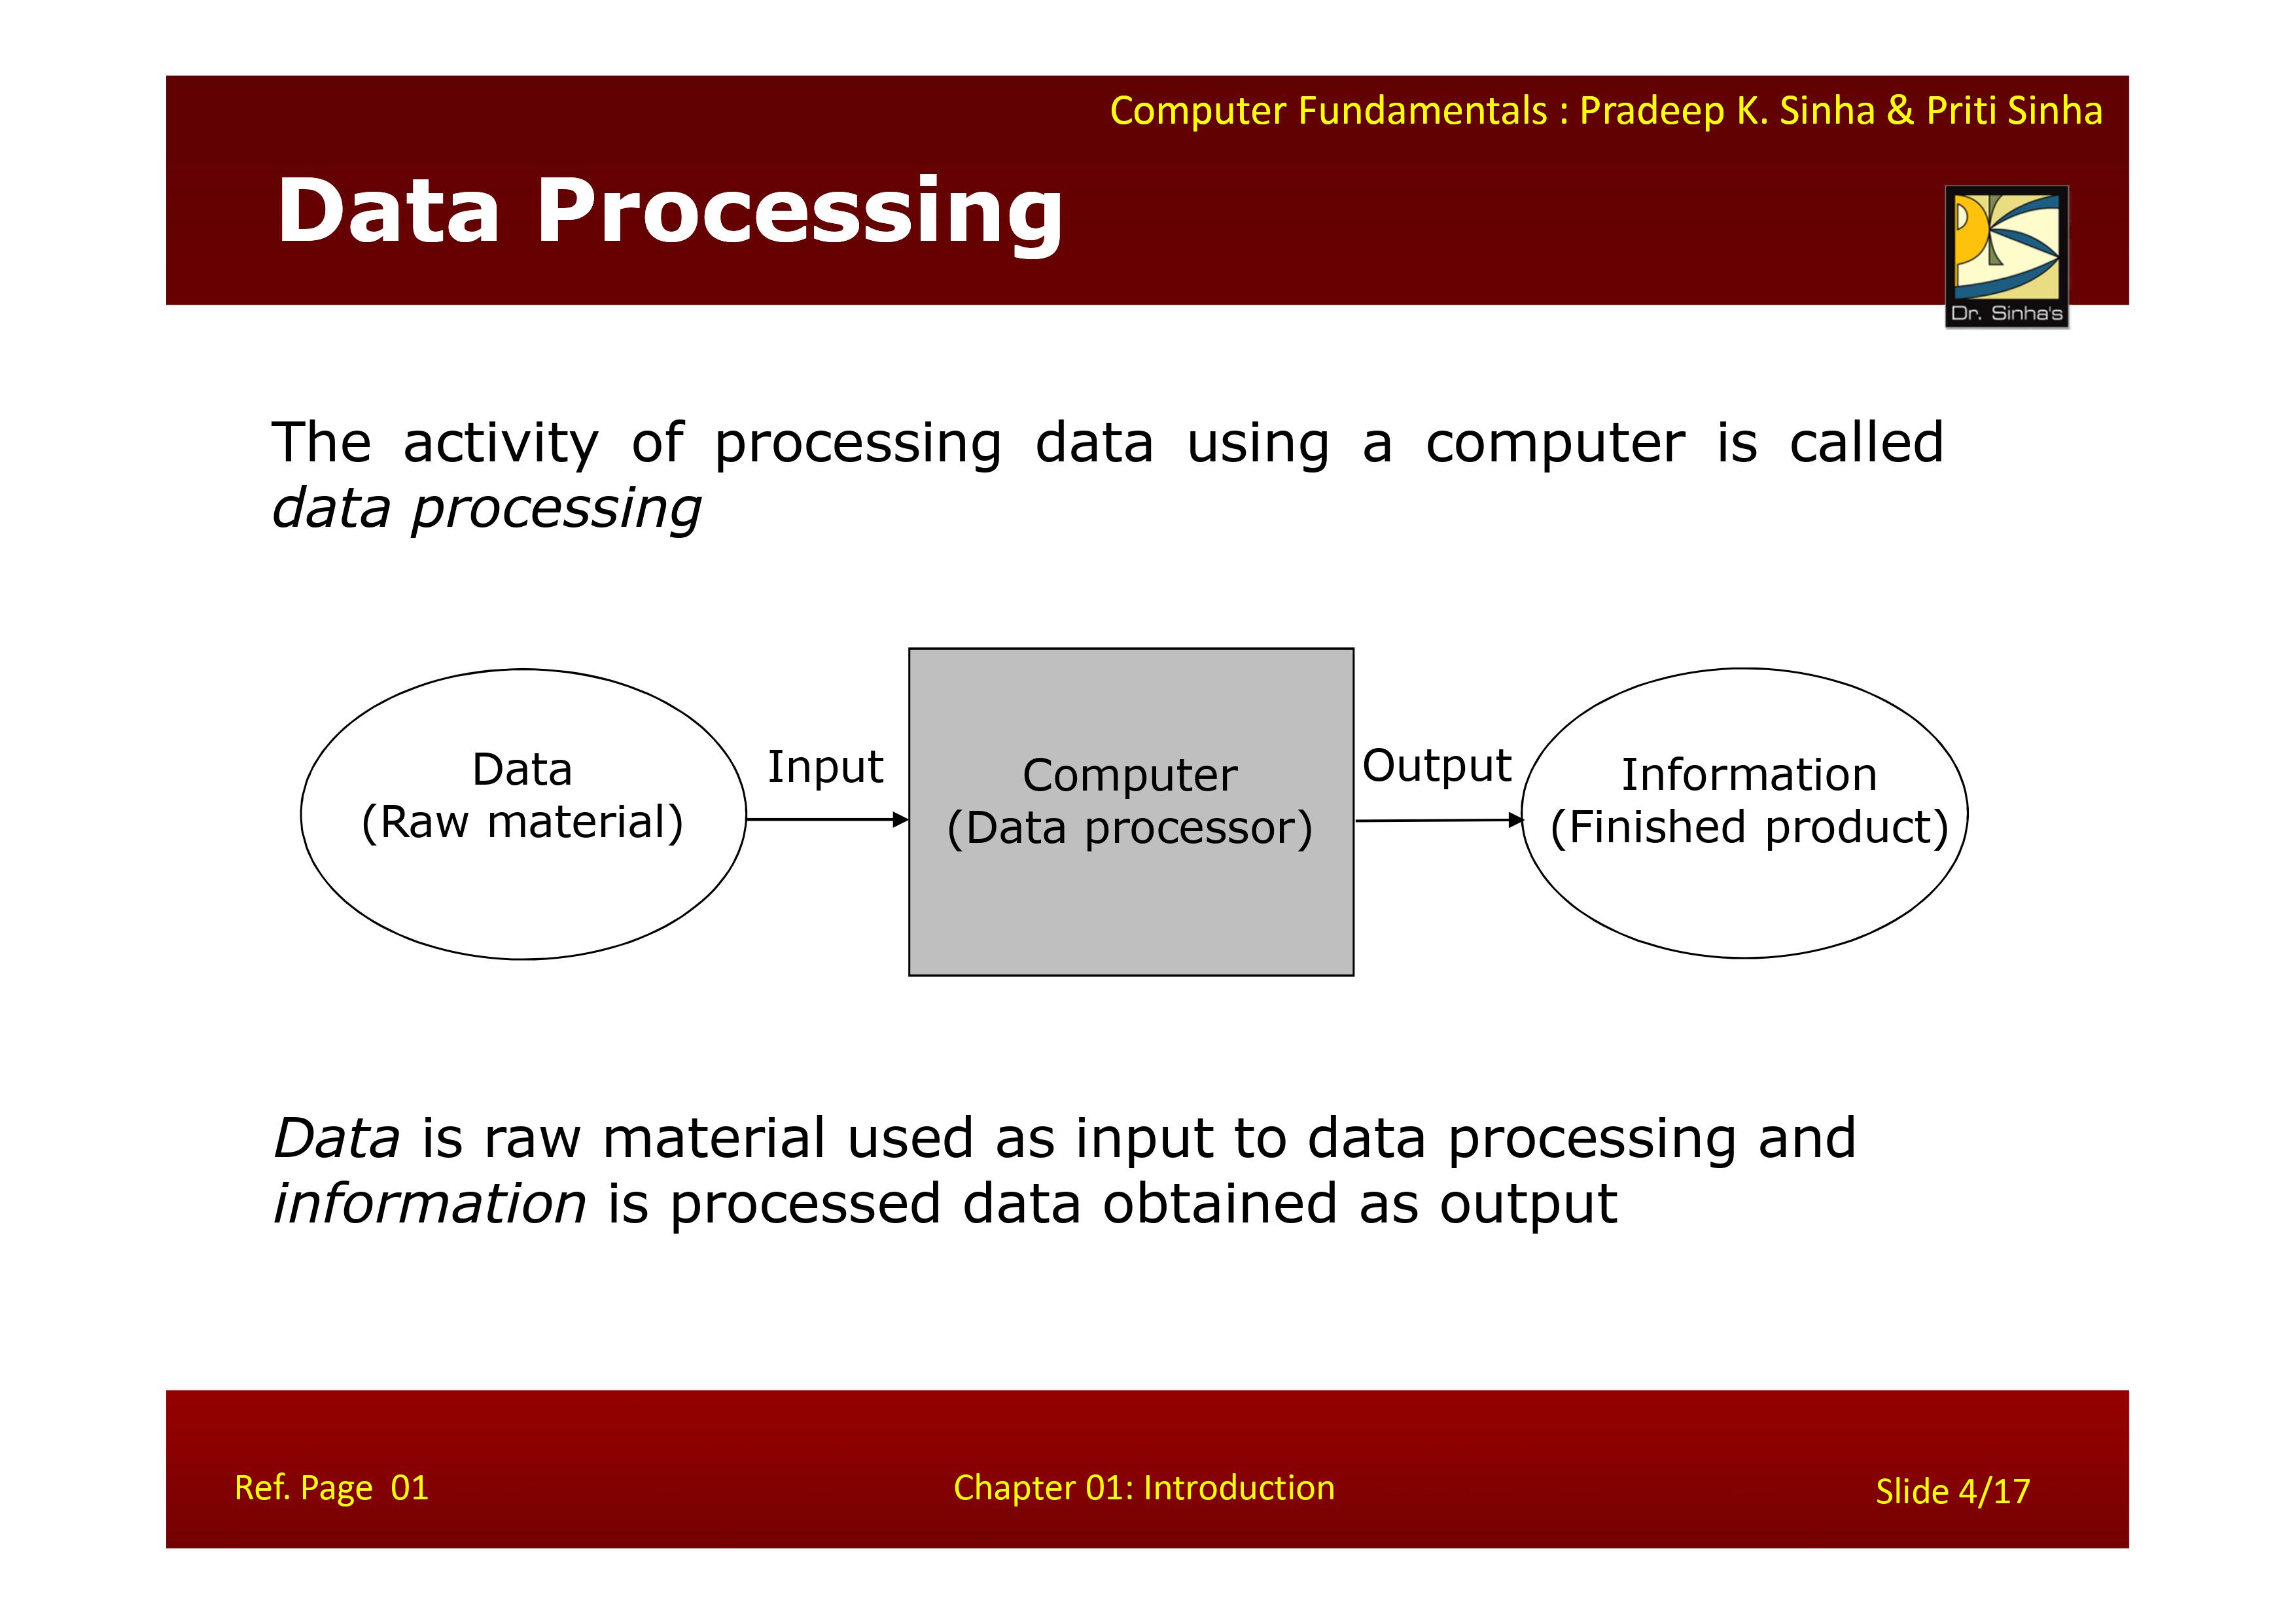 Computer Fundamentals : Pradeep K. Sinha & Priti Sinha
Data Processing
Dr. Sinha's
The activity of processing data using a computer is called
data processing
Data
(Raw material)
Input
Computer
(Data processor)
Output
Information
(Finished product)
Data is raw material used as input to data processing and
information is processed data obtained as output
Ref. Page 01
Chapter 01: Introduction
Slide 4/17